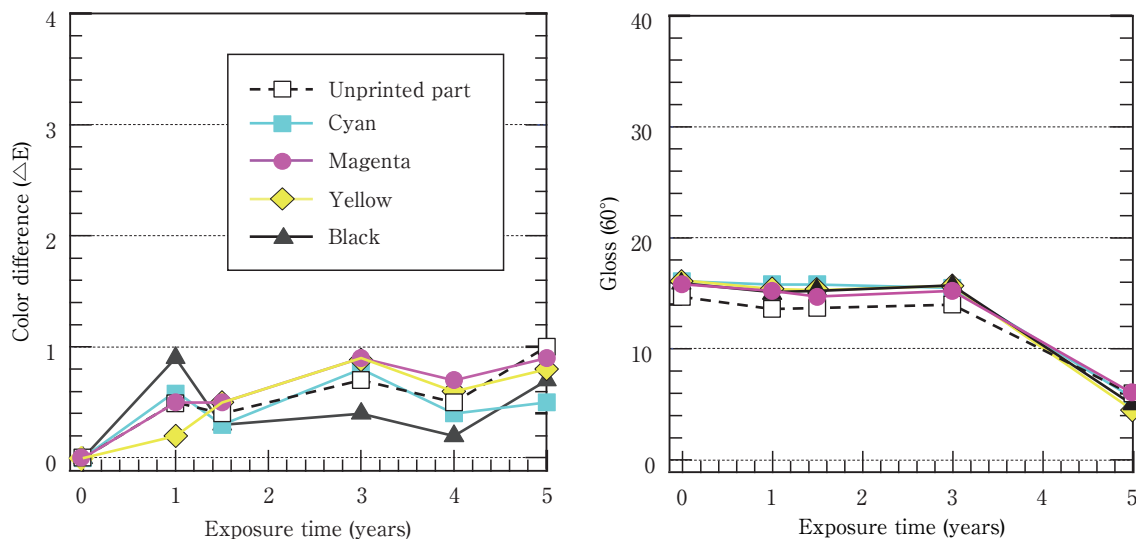 4
3
2
1
0
Color difference (△E)
Unprinted part
Cyan
Magenta
Yellow
Black
0 1 2 3 4 5
Exposure time (years)
40
30
20
10
0
Gloss (60°)
0 1 2 3 4 5
Exposure time (years)